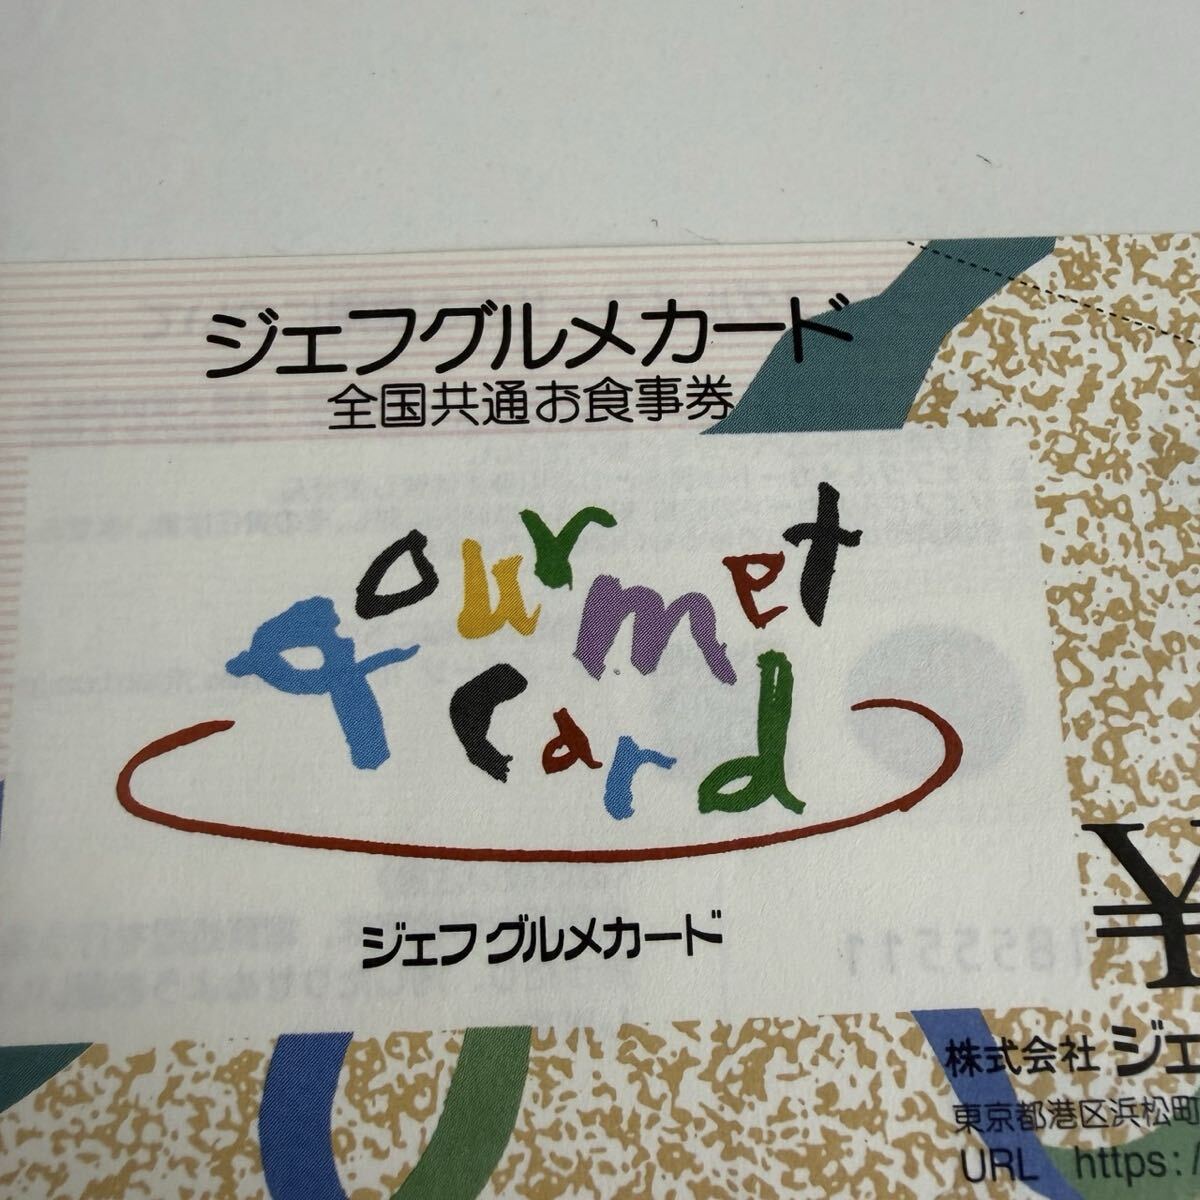 ジェフグルメカード
全国共通お食事券
gourmet
card
ジェフ グルメカード
¥
株式会社 ジェ
東京都港区浜松町
URL https:/